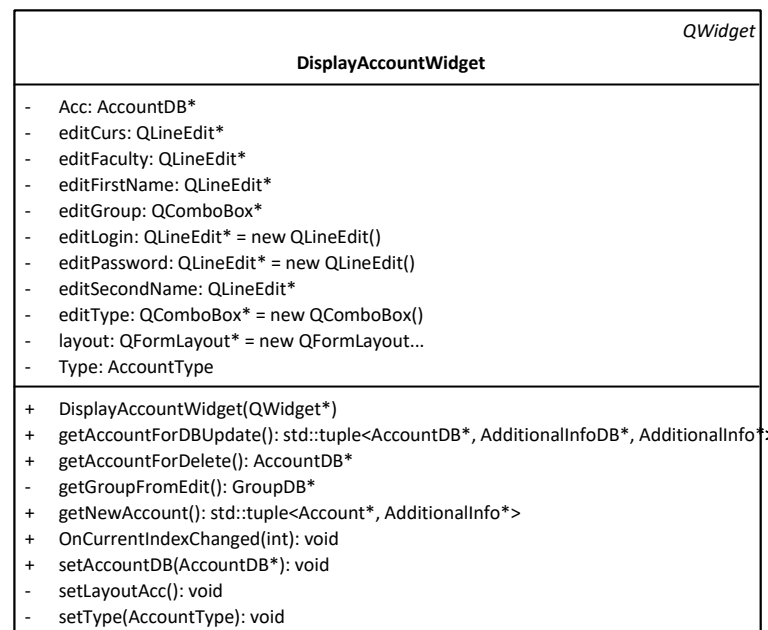 QWidget
DisplayAccountWidget
- Acc: AccountDB*
- editCurs: QLineEdit*
- editFaculty: QLineEdit*
- editFirstName: QLineEdit*
- editGroup: QComboBox*
- editLogin: QLineEdit* = new QLineEdit()
- editPassword: QLineEdit* = new QLineEdit()
- editSecondName: QLineEdit*
- editType: QComboBox* = new QComboBox()
- layout: QFormLayout* = new QFormLayout...
- Type: AccountType
+ DisplayAccountWidget(QWidget*)
+ getAccountForDBUpdate(): std::tuple<AccountDB*, AdditionalInfoDB*, AdditionalInfo*>
+ getAccountForDelete(): AccountDB*
- getGroupFromEdit(): GroupDB*
+ getNewAccount(): std::tuple<Account*, AdditionalInfo*>
+ OnCurrentIndexChanged(int): void
+ setAccountDB(AccountDB*): void
- setLayoutAcc(): void
- setType(AccountType): void